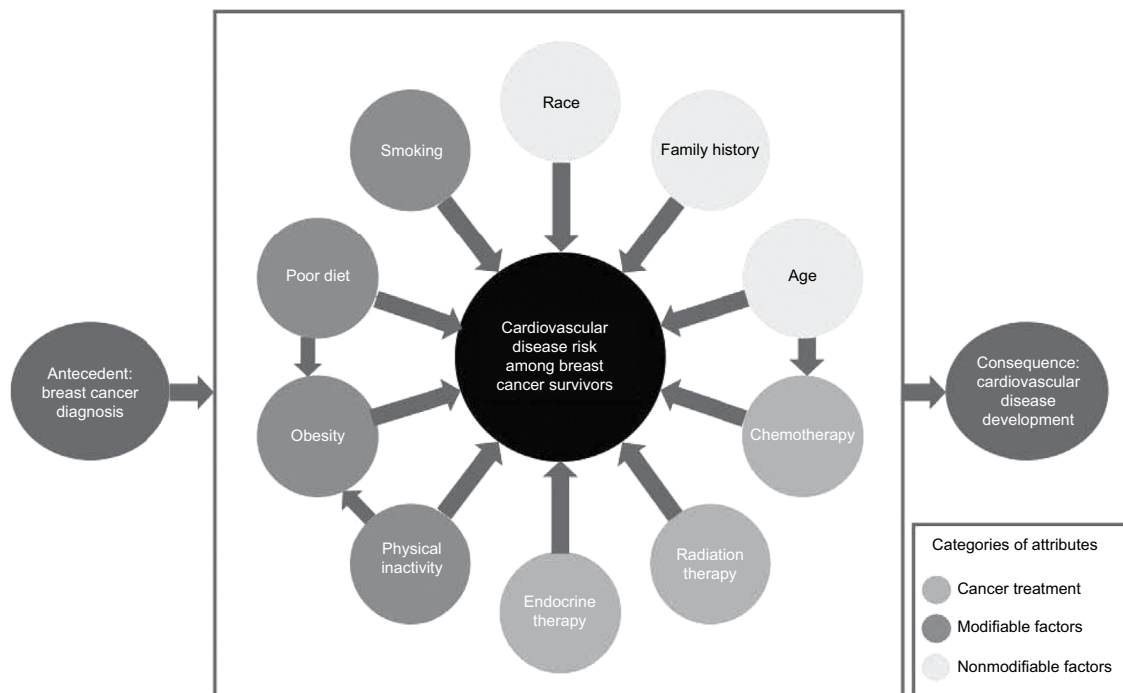 Race
Smoking
Family history
Poor diet
Age
Cardiovascular
disease risk
among breast
cancer survivors
Antecedent:
breast cancer
diagnosis
Consequence:
cardiovascular
disease
development
Obesity
Chemotherapy
Physical
inactivity
Radiation
therapy
Endocrine
therapy
Categories of attributes
Cancer treatment
Modifiable factors
Nonmodifiable factors